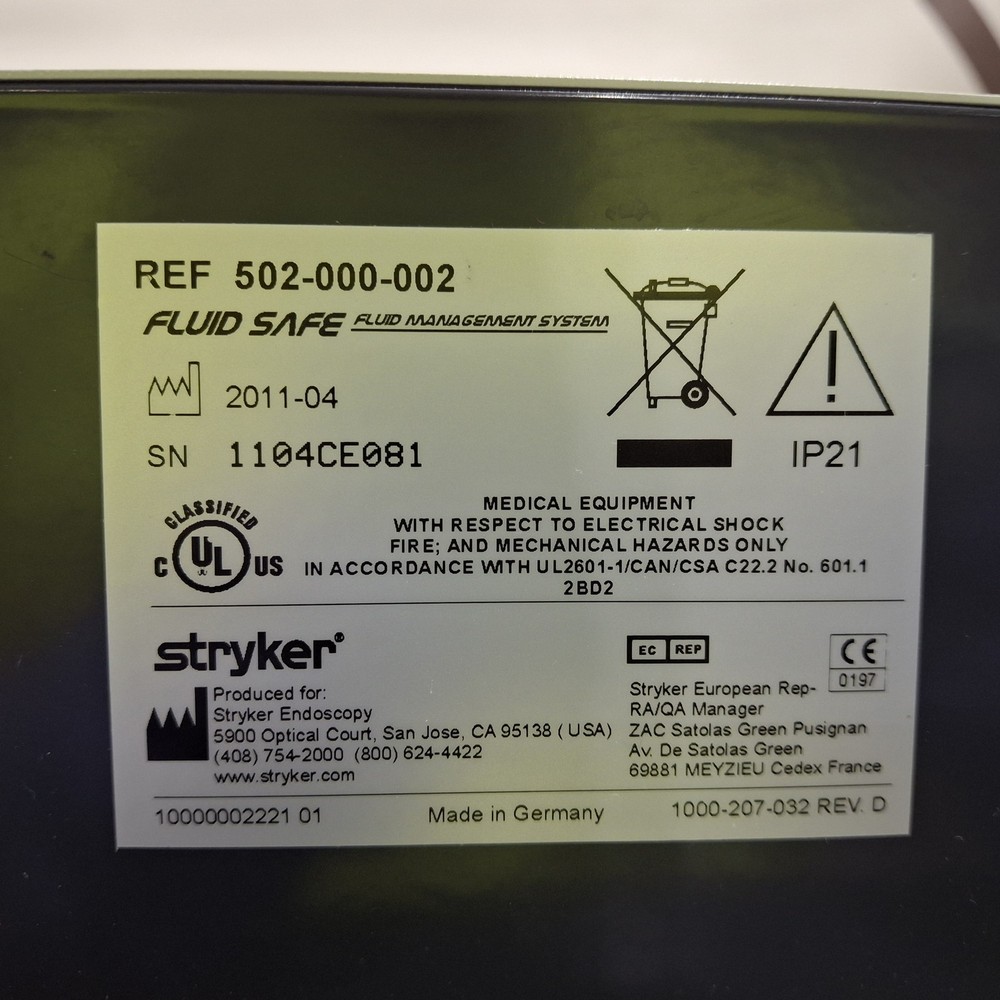 REF 502-000-002
FLUID SAFE FLUID MANAGEMENT SYSTEM
2011-04
SN 1104CE081
IP21
CLASSIFIED
C UL US
MEDICAL EQUIPMENT
WITH RESPECT TO ELECTRICAL SHOCK
FIRE; AND MECHANICAL HAZARDS ONLY
IN ACCORDANCE WITH UL2601-1/CAN/CSA C22.2 No. 601.1
2BD2
stryker®
Produced for:
Stryker Endoscopy
5900 Optical Court, San Jose, CA 95138 ( USA)
(408) 754-2000 (800) 624-4422
www.stryker.com
EC REP
CE
0197
Stryker European Rep-
RA/QA Manager
ZAC Satolas Green Pusignan
Av. De Satolas Green
69881 MEYZIEU Cedex France
10000002221 01
Made in Germany
1000-207-032 REV. D